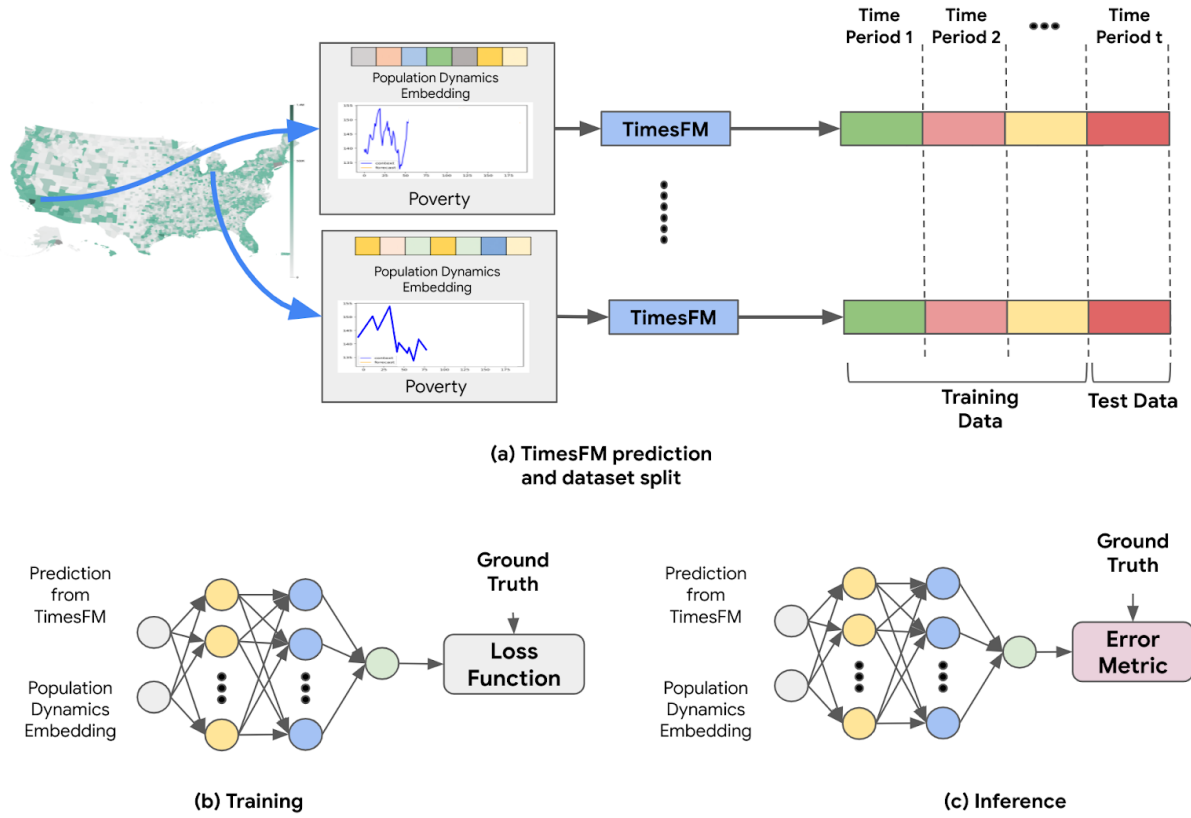 Time
Period 1
Time
Period 2
Time
Period t
Population Dynamics
Embedding
Poverty
TimesFM
Population Dynamics
Embedding
Poverty
TimesFM
Training
Data
Test Data
(a) TimesFM prediction
and dataset split
Prediction
from
TimesFM
Population
Dynamics
Embedding
Ground
Truth
Loss
Function
(b) Training
Prediction
from
TimesFM
Population
Dynamics
Embedding
Ground
Truth
Error
Metric
(c) Inference